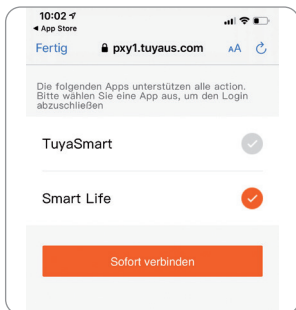 10:02
◀ App Store
Fertig pxy1.tuyaus.com AA
Die folgenden Apps unterstützen alle action.
Bitte wählen Sie eine App aus, um den Login
abzuschließen
TuyaSmart
Smart Life
Sofort verbinden